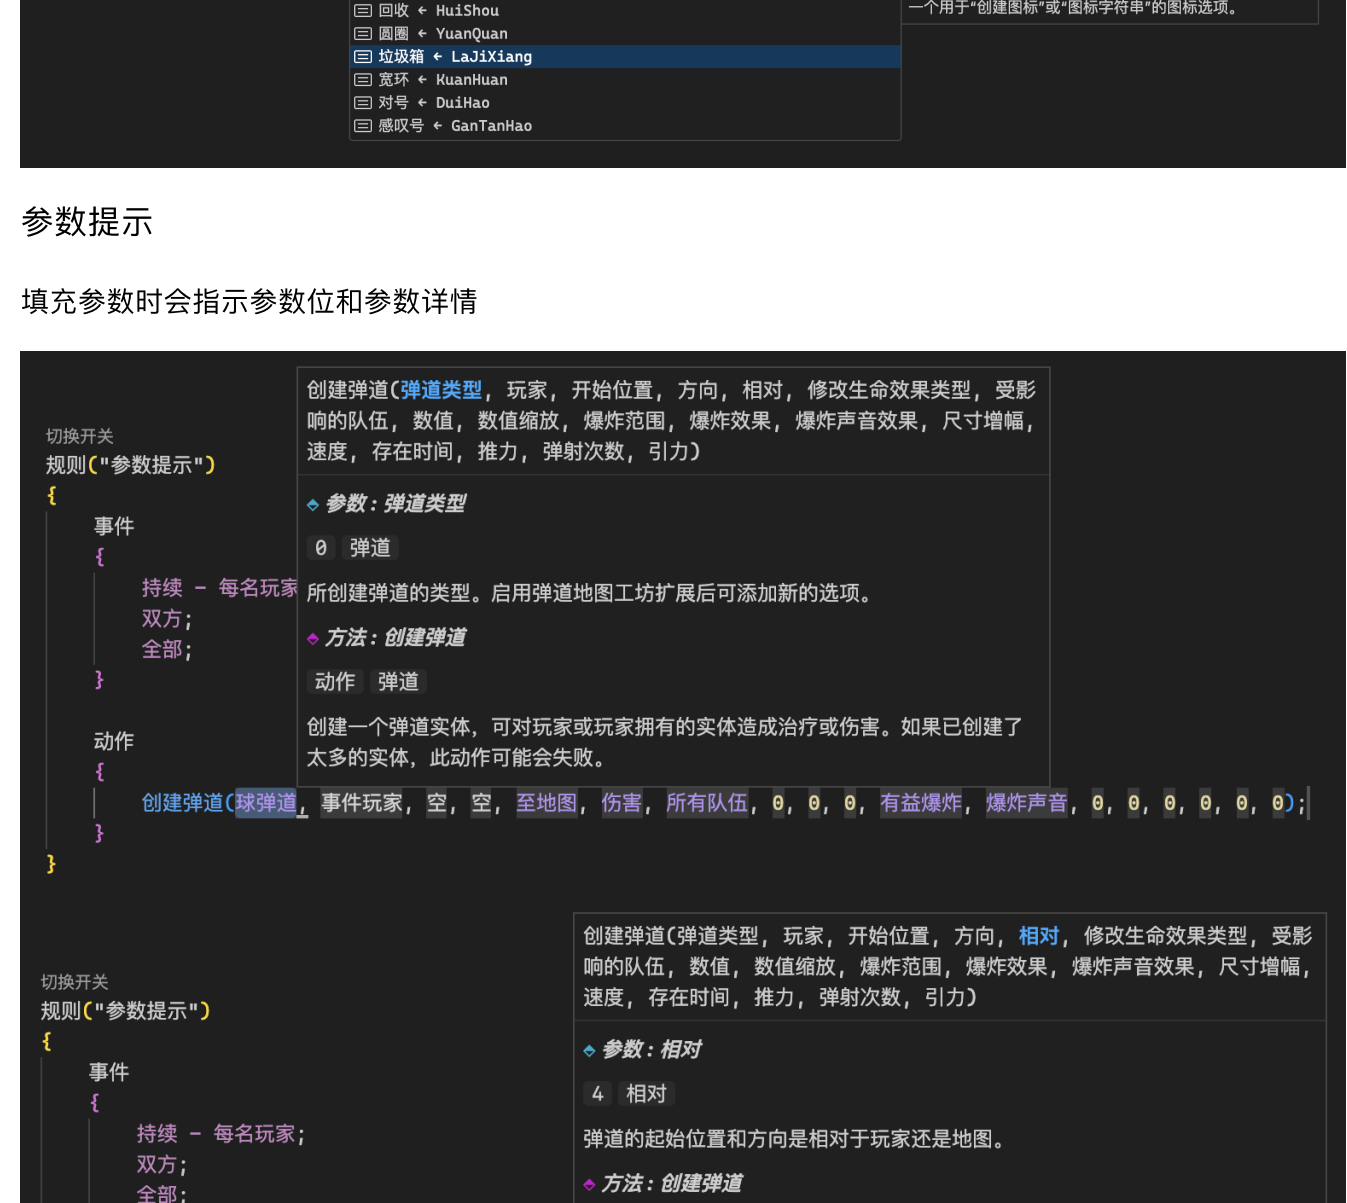 回收 ← HuiShou
一个用于“创建图标”或“图标字符串”的图标选项。
圆圈 ← YuanQuan
垃圾箱 ← LaJiXiang
宽环 ← KuanHuan
对号 ← DuiHao
感叹号 ← GanTanHao
参数提示
填充参数时会指示参数位和参数详情
创建弹道(弹道类型, 玩家, 开始位置, 方向, 相对, 修改生命效果类型, 受影
响的队伍, 数值, 数值缩放, 爆炸范围, 爆炸效果, 爆炸声音效果, 尺寸增幅,
速度, 存在时间, 推力, 弹射次数, 引力)
参数 : 弹道类型
0 弹道
所创建弹道的类型。启用弹道地图工坊扩展后可添加新的选项。
方法 : 创建弹道
动作 弹道
创建一个弹道实体，可对玩家或玩家拥有的实体造成治疗或伤害。如果已创建了
太多的实体，此动作可能会失败。
切换开关
规则("参数提示")
{
事件
{
持续 - 每名玩家
双方;
全部;
}
动作
{
创建弹道(球弹道, 事件玩家, 空, 空, 至地图, 伤害, 所有队伍, 0, 0, 0, 有益爆炸, 爆炸声音, 0, 0, 0, 0, 0, 0);
}
}
创建弹道(弹道类型, 玩家, 开始位置, 方向, 相对, 修改生命效果类型, 受影
响的队伍, 数值, 数值缩放, 爆炸范围, 爆炸效果, 爆炸声音效果, 尺寸增幅,
速度, 存在时间, 推力, 弹射次数, 引力)
参数 : 相对
4 相对
弹道的起始位置和方向是相对于玩家还是地图。
方法 : 创建弹道
切换开关
规则("参数提示")
{
事件
{
持续 - 每名玩家;
双方;
全部;